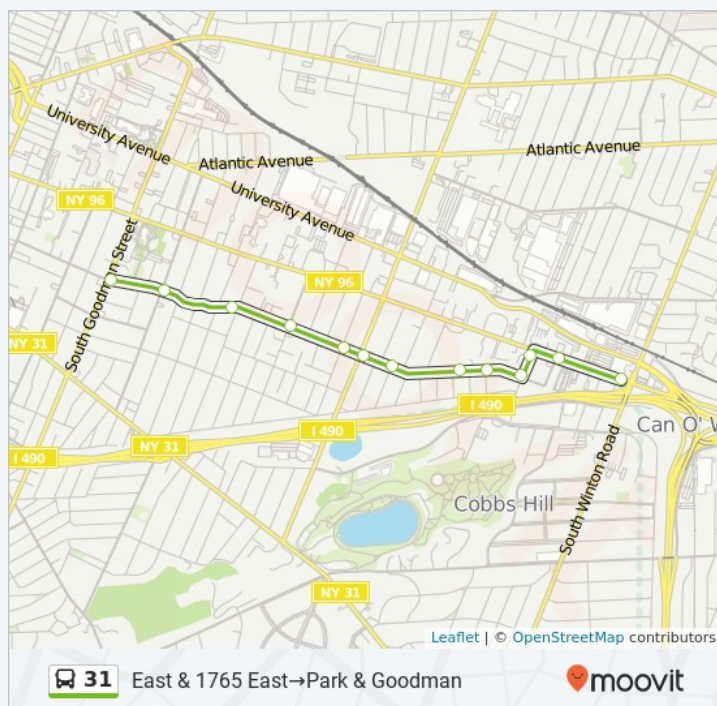 University Avenue
Atlantic Avenue
Atlantic Avenue
University Avenue
NY 96
South Goodman Street
NY 96
NY 31
I 490
I 490
NY 31
I 490
Can O' W
South Winton Road
Cobbs Hill
NY 31
Leaflet | © OpenStreetMap contributors
31 East & 1765 East→Park & Goodman
moovit